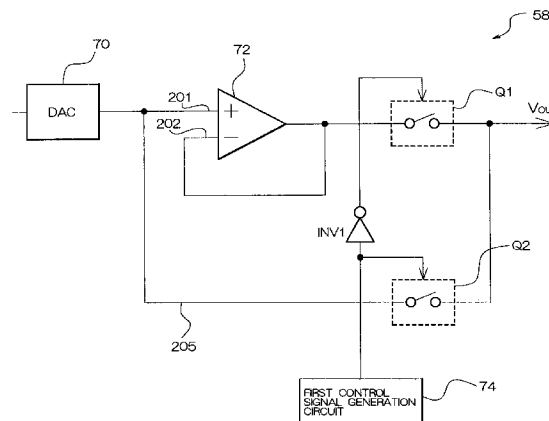 58
70
72
DAC
201
202
+
−
Q1
INV1
Q2
205
74
FIRST CONTROL
SIGNAL GENERATION
CIRCUIT